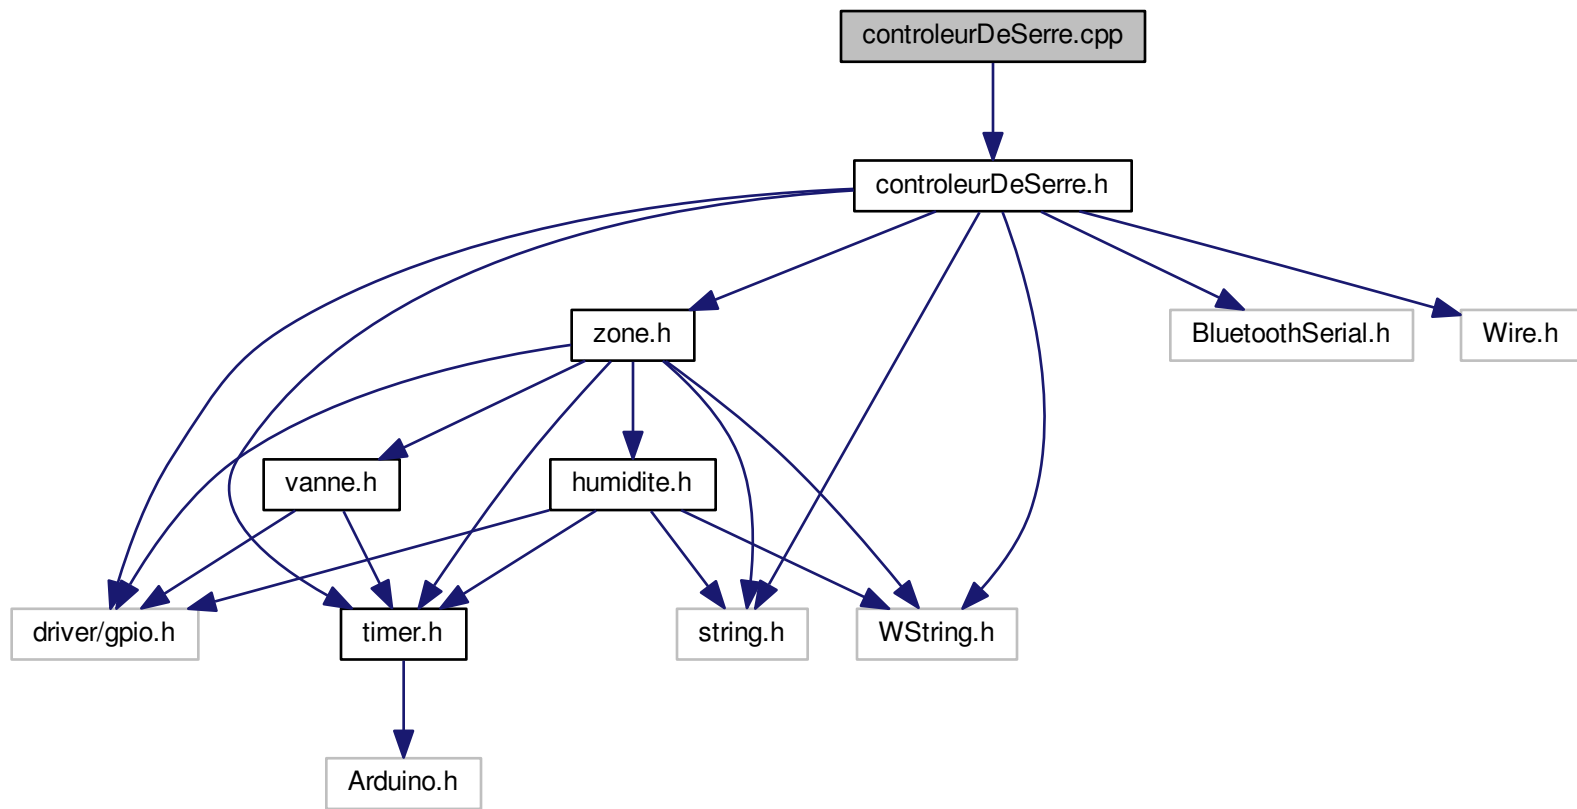 controleurDeSerre.cpp
controleurDeSerre.h
zone.h
BluetoothSerial.h
Wire.h
vanne.h
humidite.h
driver/gpio.h
timer.h
string.h
WString.h
Arduino.h